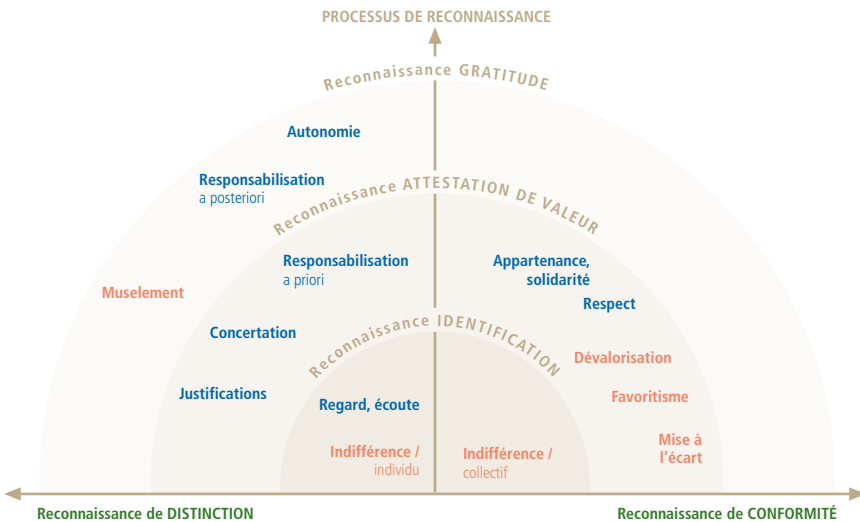 PROCESSUS DE RECONNAISSANCE
Reconnaissance GRATITUDE
Autonomie
Responsabilisation
a posteriori
Reconnaissance ATTESTATION DE VALEUR
Responsabilisation
a priori
Appartenance,
solidarité
Muselement
Respect
Concertation
Reconnaissance IDENTIFICATION
Dévalorisation
Justifications
Regard, écoute
Favoritisme
Indifférence /
individu
Indifférence /
collectif
Mise à
l'écart
Reconnaissance de DISTINCTION
Reconnaissance de CONFORMITÉ